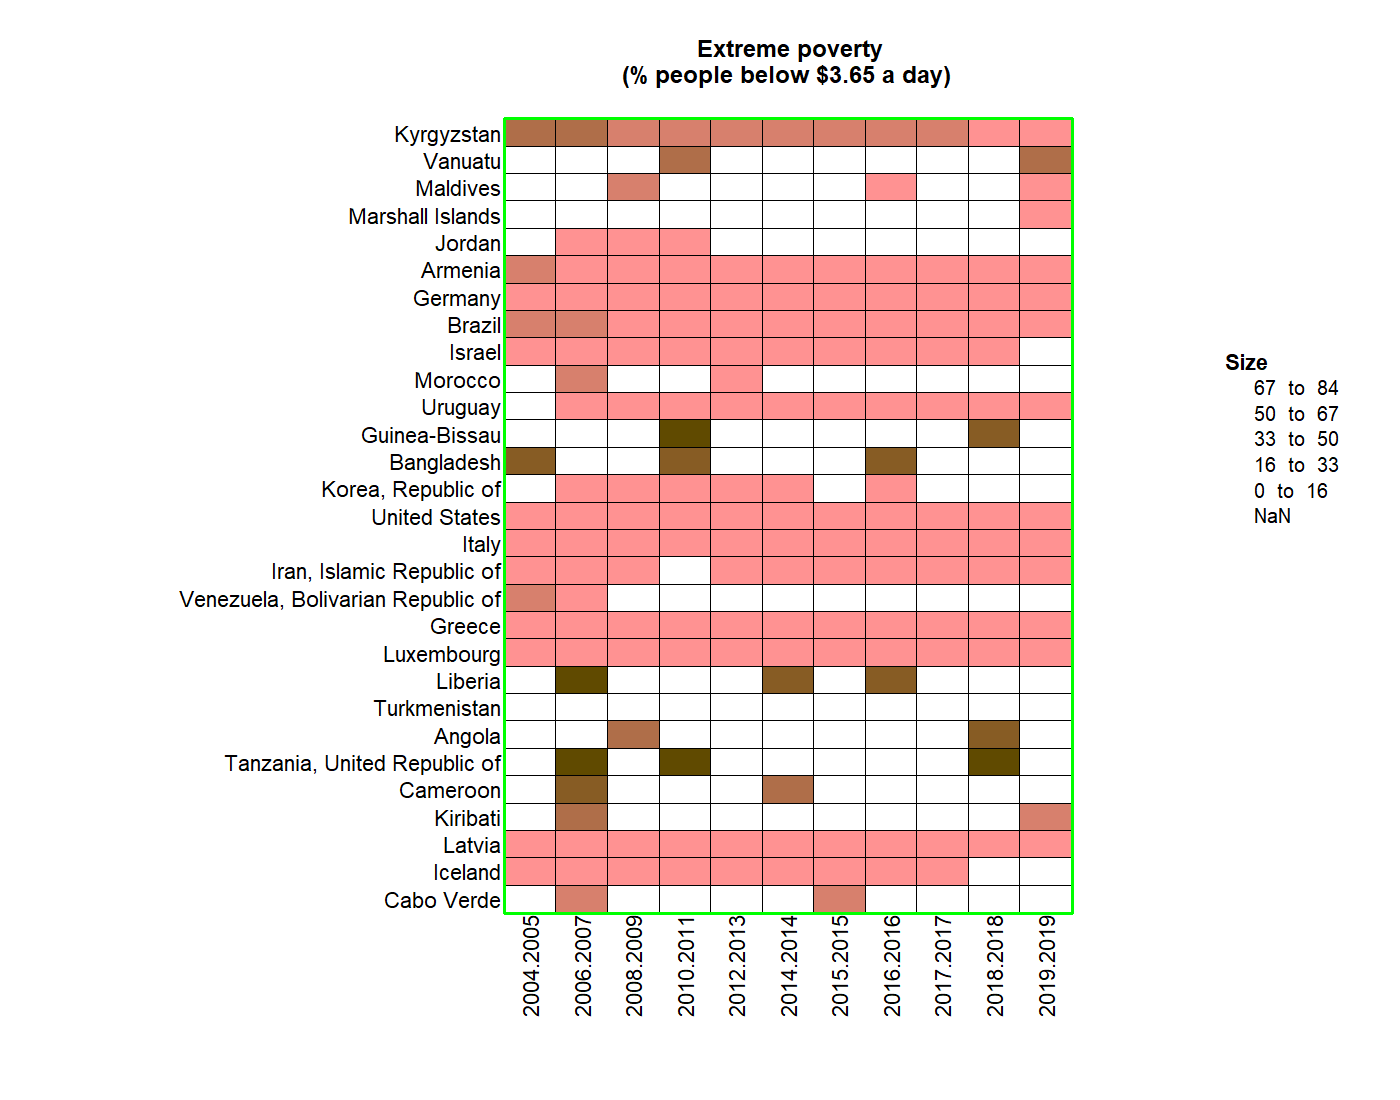 Extreme poverty
(% people below $3.65 a day)
Kyrgyzstan
Vanuatu
Maldives
Marshall Islands
Jordan
Armenia
Germany
Brazil
Israel
Morocco
Uruguay
Guinea-Bissau
Bangladesh
Korea, Republic of
United States
Italy
Iran, Islamic Republic of
Venezuela, Bolivarian Republic of
Greece
Luxembourg
Liberia
Turkmenistan
Angola
Tanzania, United Republic of
Cameroon
Kiribati
Latvia
Iceland
Cabo Verde
2004.2005
2006.2007
2008.2009
2010.2011
2012.2013
2014.2014
2015.2015
2016.2016
2017.2017
2018.2018
2019.2019
Size
67 to 84
50 to 67
33 to 50
16 to 33
0 to 16
NaN